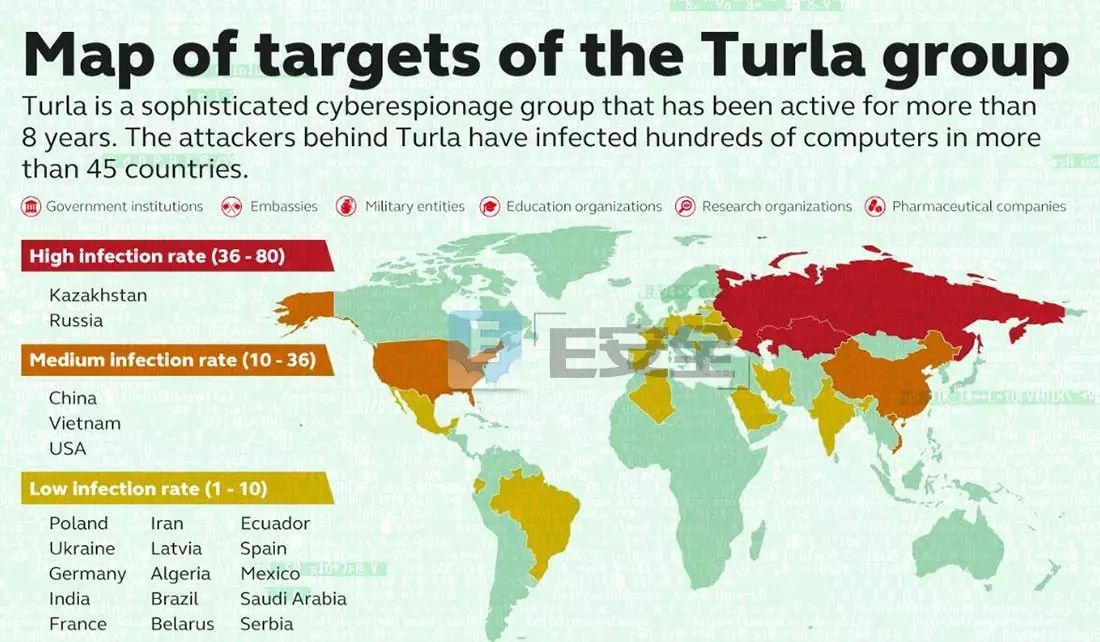 Map of targets of the Turla group
Turla is a sophisticated cyberespionage group that has been active for more than
8 years. The attackers behind Turla have infected hundreds of computers in more
than 45 countries.
Government institutions Embassies Military entities Education organizations Research organizations Pharmaceutical companies
High infection rate (36 - 80)
Kazakhstan
Russia
Medium infection rate (10 - 36)
China
Vietnam
USA
E安全
Low infection rate (1 - 10)
Poland Iran Ecuador
Ukraine Latvia Spain
Germany Algeria Mexico
India Brazil Saudi Arabia
France Belarus Serbia